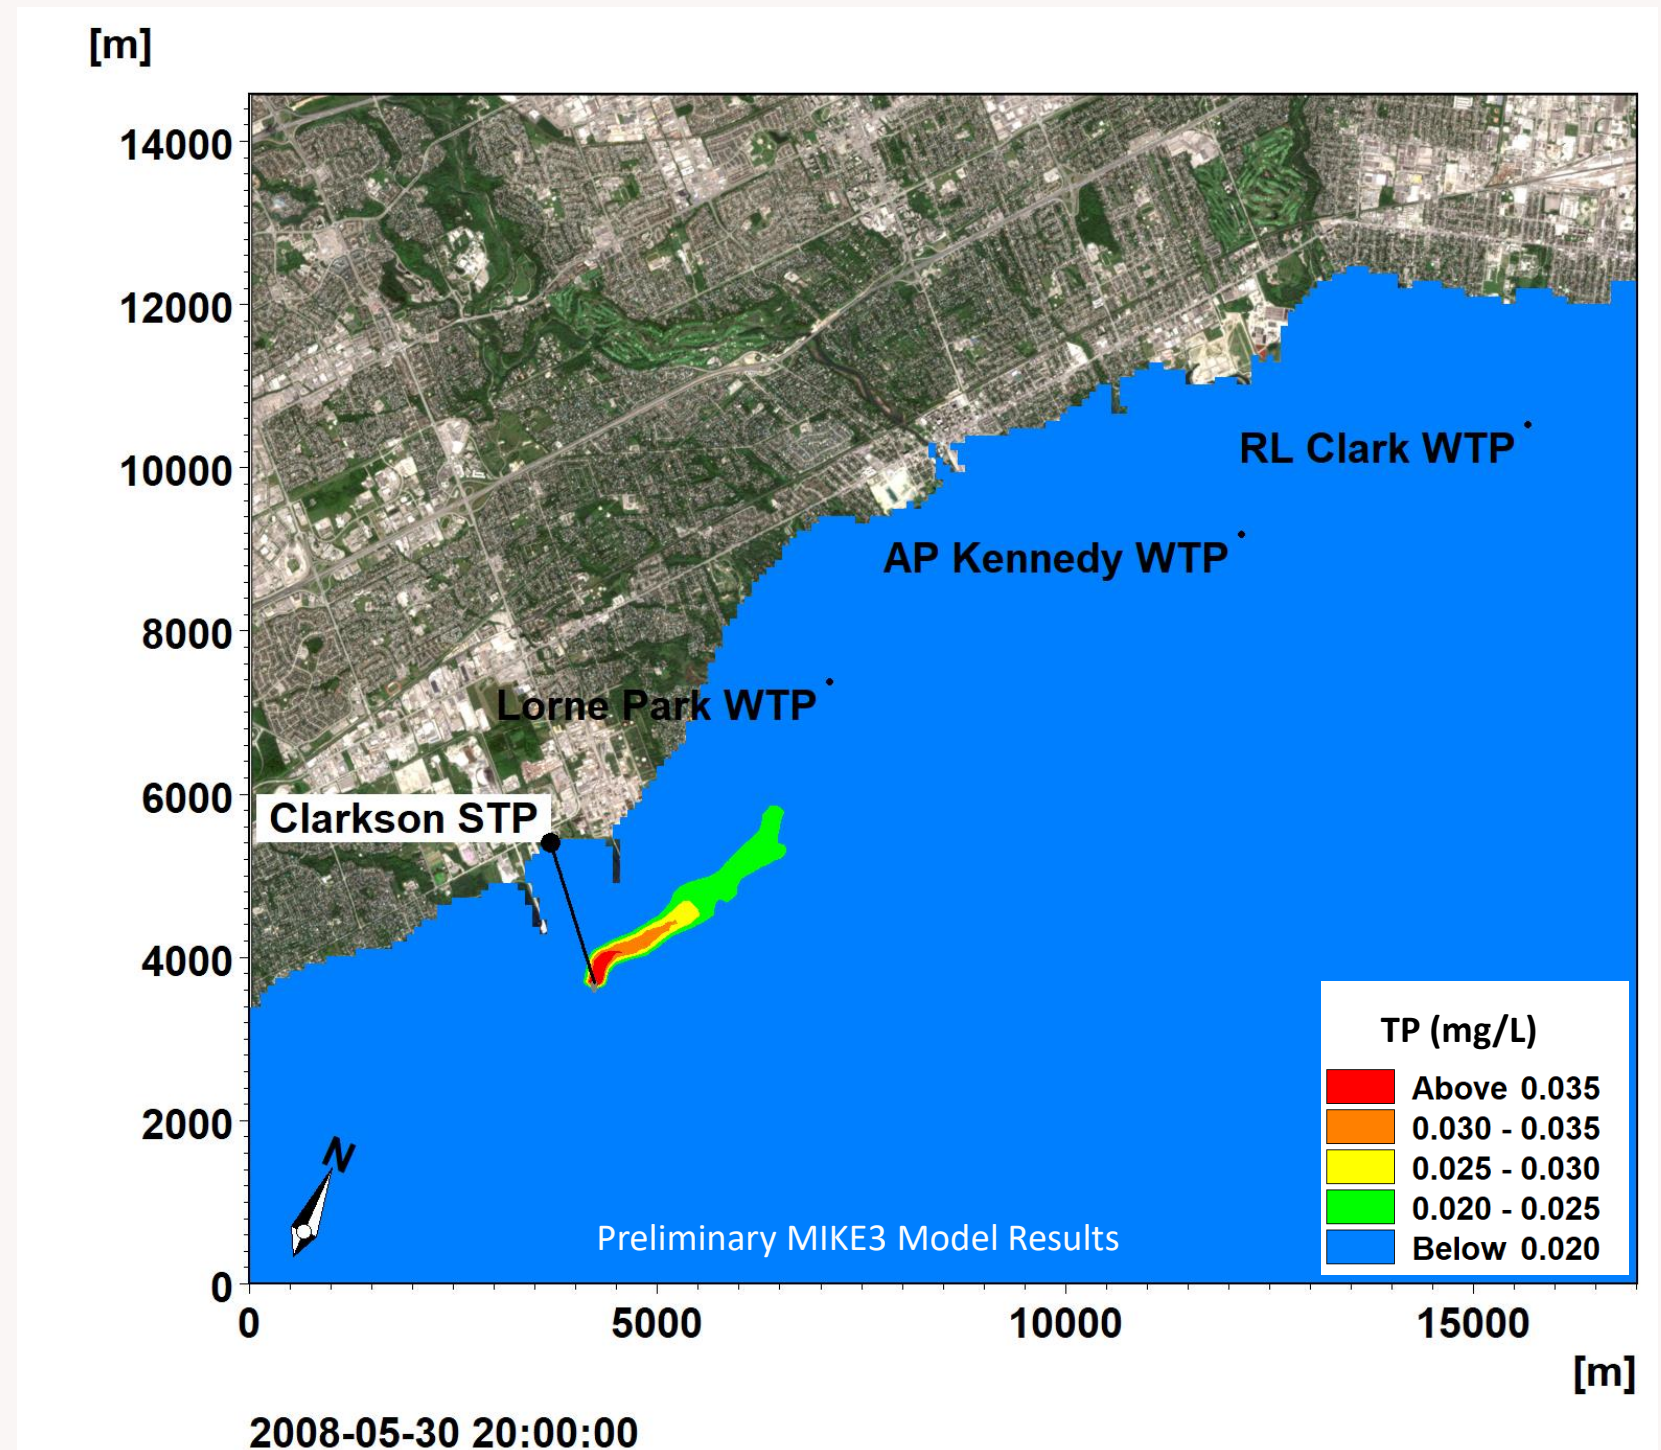 [m]
14000
12000
10000
8000
6000
4000
2000
0
RL Clark WTP
AP Kennedy WTP
Lorne Park WTP
Clarkson STP
N
TP (mg/L)
Above 0.035
0.030 - 0.035
0.025 - 0.030
0.020 - 0.025
Below 0.020
Preliminary MIKE3 Model Results
0 5000 10000 15000
[m]
2008-05-30 20:00:00